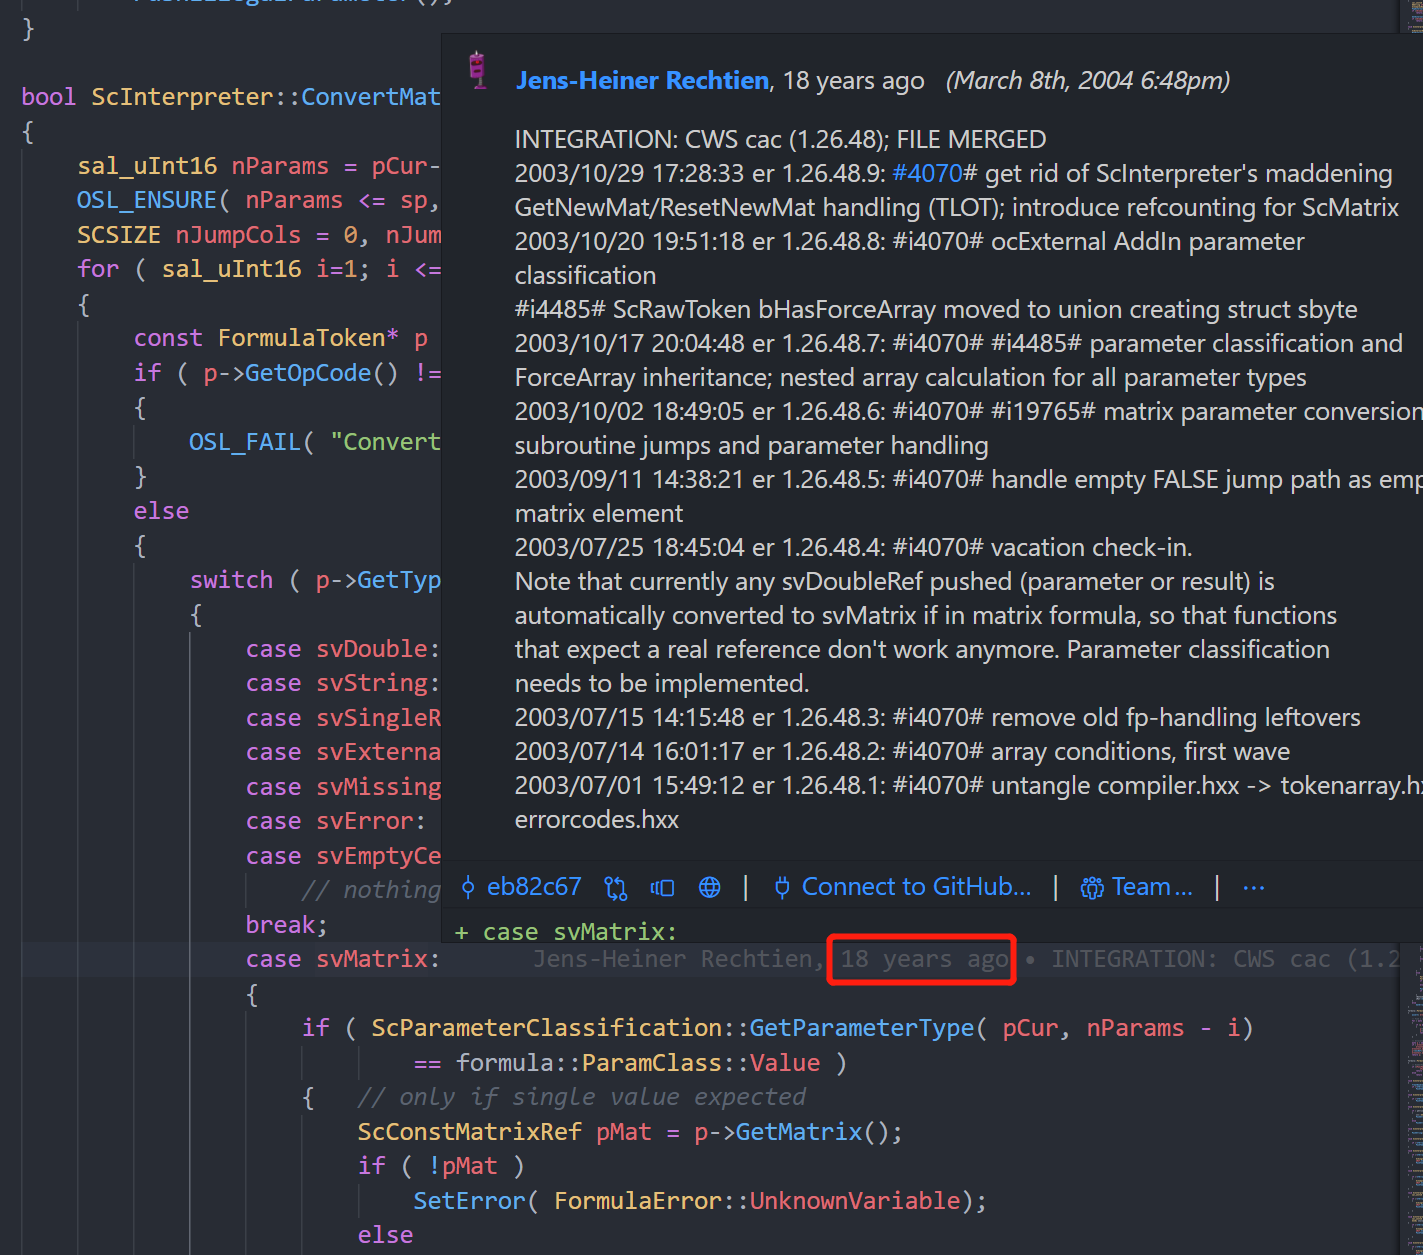 }
Jens-Heiner Rechtien, 18 years ago (March 8th, 2004 6:48pm)
bool ScInterpreter::ConvertMat
{
INTEGRATION: CWS cac (1.26.48); FILE MERGED
sal_uInt16 nParams = pCur-
2003/10/29 17:28:33 er 1.26.48.9: #4070# get rid of ScInterpreter's maddening
OSL_ENSURE( nParams <= sp,
GetNewMat/ResetNewMat handling (TLOT); introduce refcounting for ScMatrix
SCSIZE nJumpCols = 0, nJum
2003/10/20 19:51:18 er 1.26.48.8: #i4070# ocExternal AddIn parameter
for ( sal_uInt16 i=1; i <=
classification
{
#i4485# ScRawToken bHasForceArray moved to union creating struct sbyte
const FormulaToken* p
2003/10/17 20:04:48 er 1.26.48.7: #i4070# #i4485# parameter classification and
if ( p->GetOpCode() !=
ForceArray inheritance; nested array calculation for all parameter types
{
2003/10/02 18:49:05 er 1.26.48.6: #i4070# #i19765# matrix parameter conversion
OSL_FAIL( "Convert
subroutine jumps and parameter handling
}
2003/09/11 14:38:21 er 1.26.48.5: #i4070# handle empty FALSE jump path as emp
else
matrix element
{
2003/07/25 18:45:04 er 1.26.48.4: #i4070# vacation check-in.
switch ( p->GetTyp
Note that currently any svDoubleRef pushed (parameter or result) is
{
automatically converted to svMatrix if in matrix formula, so that functions
case svDouble:
that expect a real reference don't work anymore. Parameter classification
case svString:
needs to be implemented.
case svSingleR
2003/07/15 14:15:48 er 1.26.48.3: #i4070# remove old fp-handling leftovers
case svExterna
2003/07/14 16:01:17 er 1.26.48.2: #i4070# array conditions, first wave
case svMissing
2003/07/01 15:49:12 er 1.26.48.1: #i4070# untangle compiler.hxx -> tokenarray.hx
case svError:
errorcodes.hxx
case svEmptyCe
// nothing
eb82c67 | Connect to GitHub... | Team... | ...
break;
+ case svMatrix:
case svMatrix: Jens-Heiner Rechtien, 18 years ago • INTEGRATION: CWS cac (1.2
{
if ( ScParameterClassification::GetParameterType( pCur, nParams - i)
== formula::ParamClass::Value )
{ // only if single value expected
ScConstMatrixRef pMat = p->GetMatrix();
if ( !pMat )
SetError( FormulaError::UnknownVariable);
else